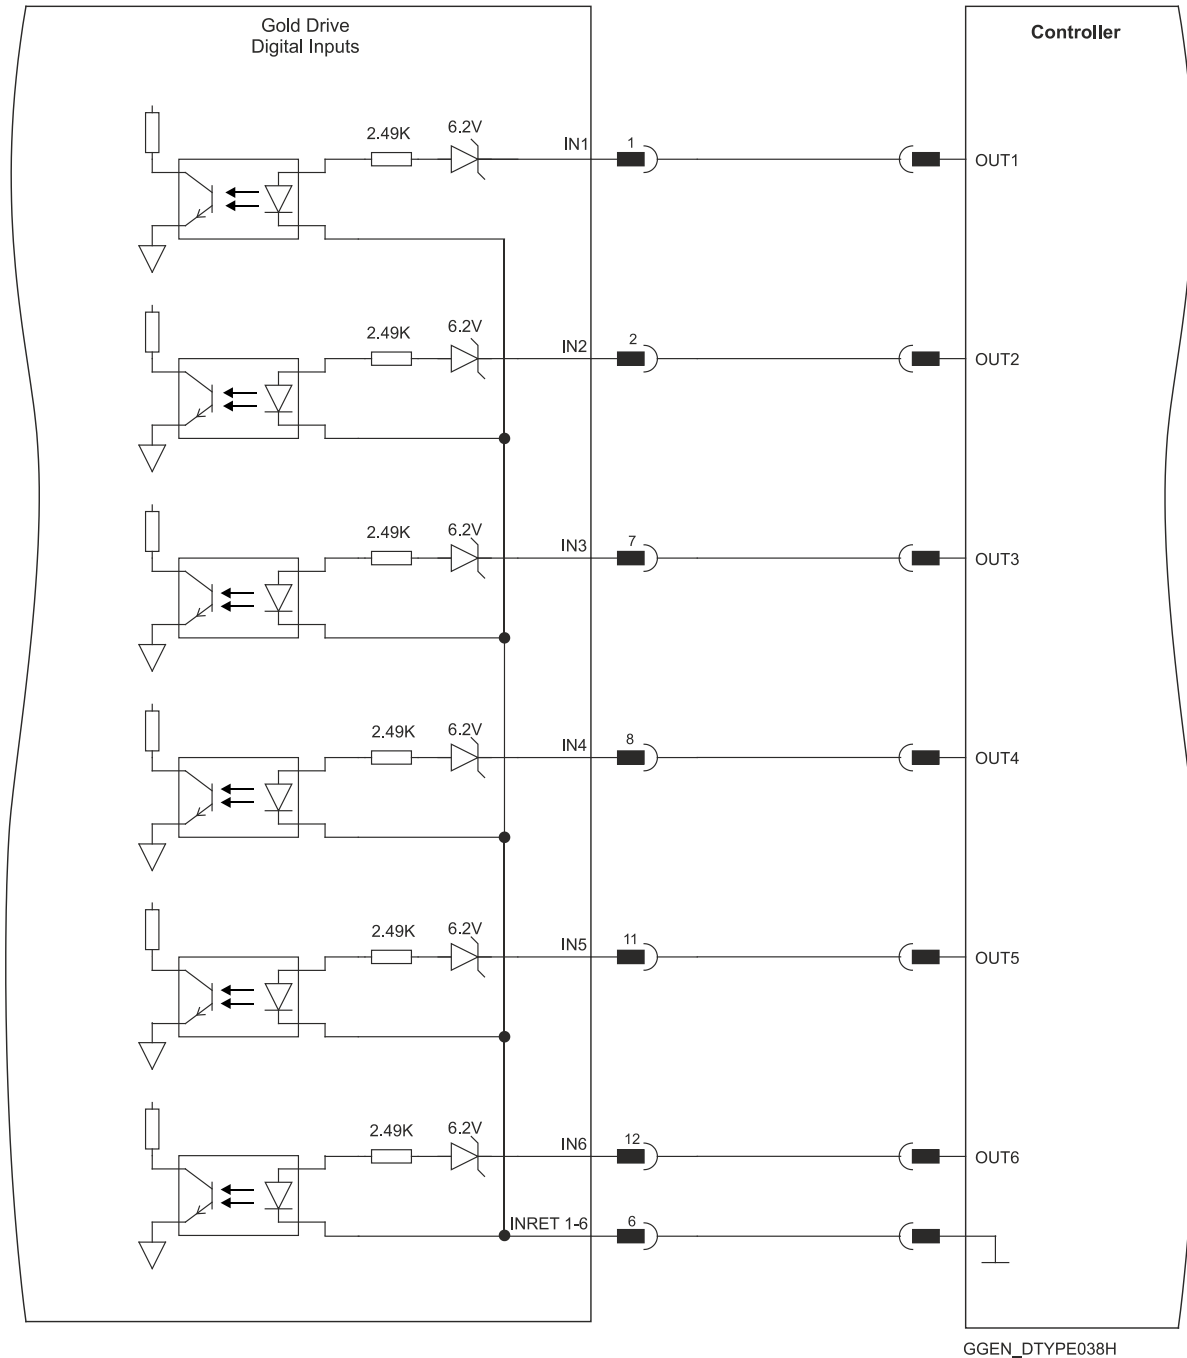 Gold Drive
Digital Inputs
Controller
2.49K
6.2V
IN1
1
OUT1
2.49K
6.2V
IN2
2
OUT2
2.49K
6.2V
IN3
7
OUT3
2.49K
6.2V
IN4
8
OUT4
2.49K
6.2V
IN5
11
OUT5
2.49K
6.2V
IN6
12
OUT6
INRET 1-6
6
GGEN_DTYPE038H